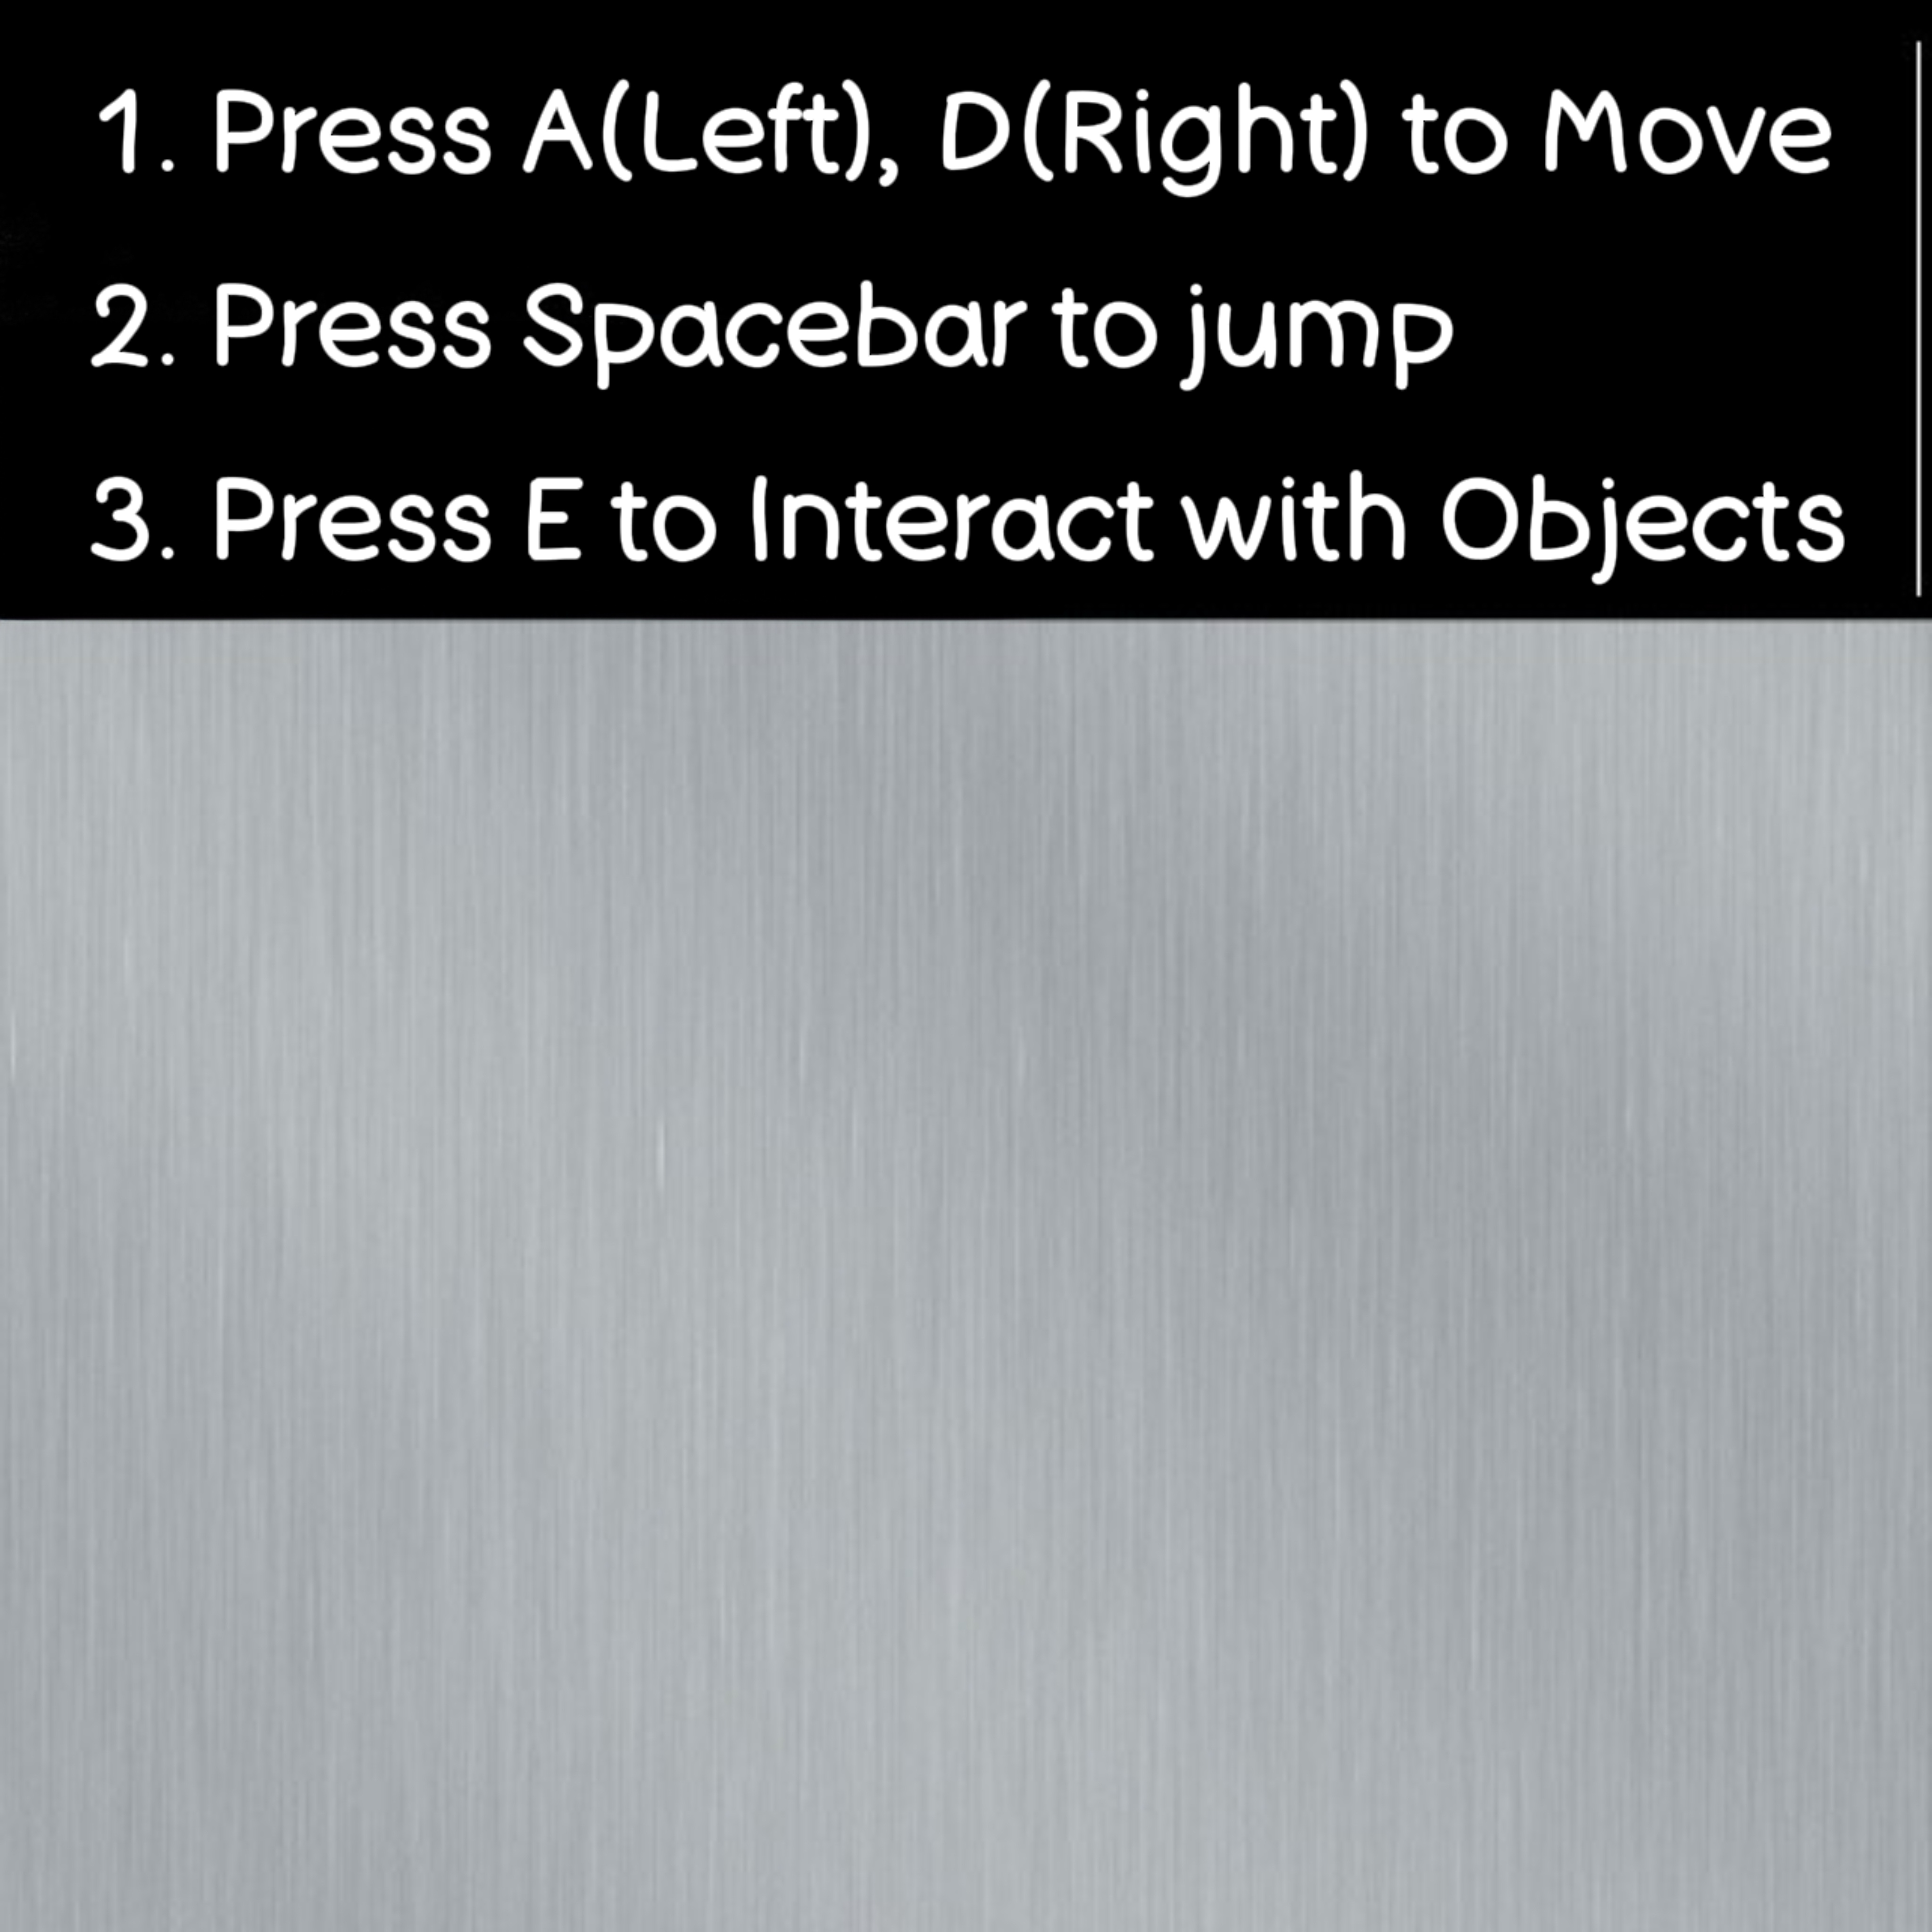 1. Press A(Left), D(Right) to Move
2. Press Spacebar to jump
3. Press E to Interact with Objects